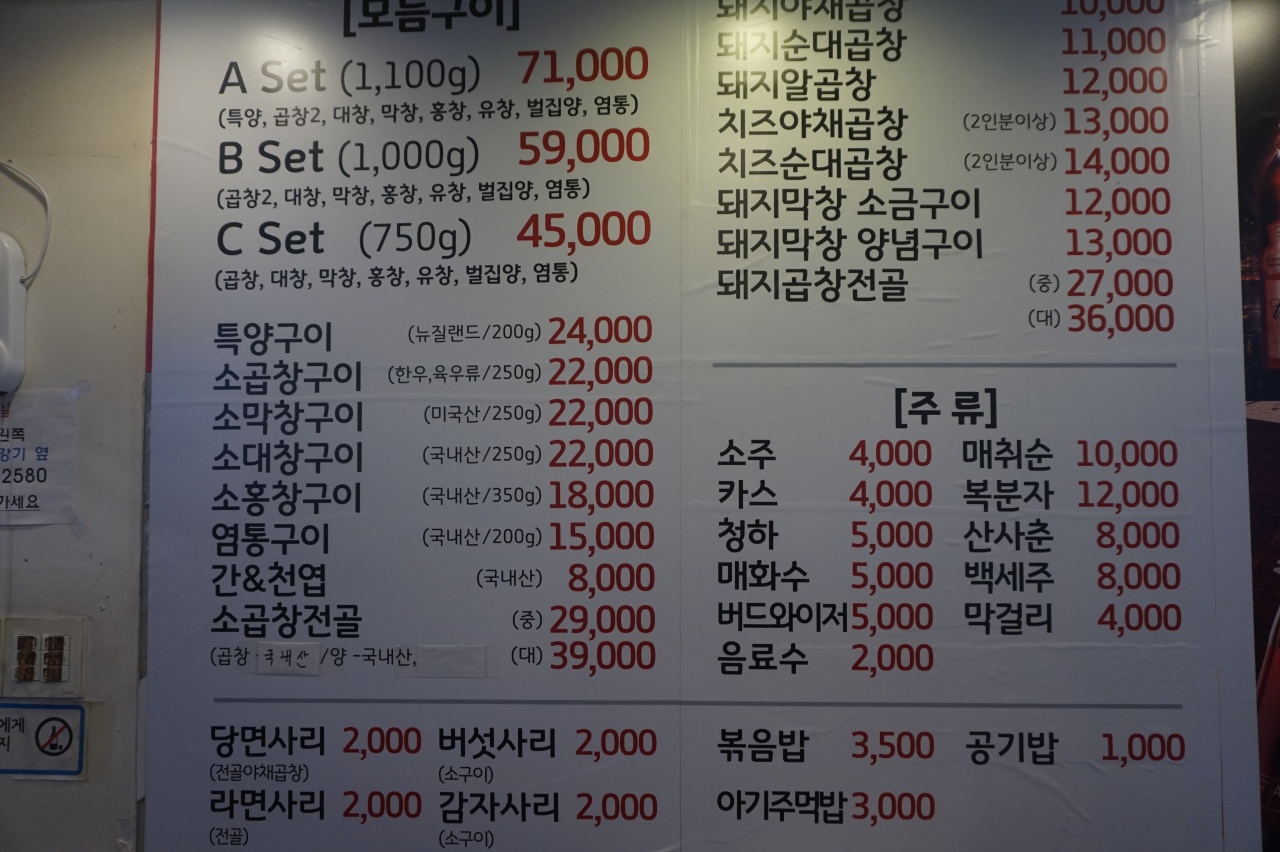 [모듬구이]
A Set (1,100g) 71,000
(특양, 곱창2, 대창, 막창, 홍창, 유창, 벌집양, 염통)
B Set (1,000g) 59,000
(곱창2, 대창, 막창, 홍창, 유창, 벌집양, 염통)
C Set (750g) 45,000
(곱창, 대창, 막창, 홍창, 유창, 벌집양, 염통)
특양구이 (뉴질랜드/200g) 24,000
소곱창구이 (한우,육우류/250g) 22,000
소막창구이 (미국산/250g) 22,000
소대창구이 (국내산/250g) 22,000
소홍창구이 (국내산/350g) 18,000
염통구이 (국내산/200g) 15,000
간&천엽 (국내산) 8,000
소곱창전골 (중) 29,000
(곱창-국내산/양-국내산, (대) 39,000
돼지야채곱창 10,000
돼지순대곱창 11,000
돼지알곱창 12,000
치즈야채곱창 (2인분이상) 13,000
치즈순대곱창 (2인분이상) 14,000
돼지막창 소금구이 12,000
돼지막창 양념구이 13,000
돼지곱창전골 (중) 27,000
(대) 36,000
[주 류]
소주 4,000 매취순 10,000
카스 4,000 복분자 12,000
청하 5,000 산사춘 8,000
매화수 5,000 백세주 8,000
버드와이저 5,000 막걸리 4,000
음료수 2,000
당면사리 2,000 버섯사리 2,000
(전골야채곱창) (소구이)
라면사리 2,000 감자사리 2,000
(전골) (소구이)
볶음밥 3,500 공기밥 1,000
아기주먹밥 3,000
왼쪽
옆
2580
가세요
에게
지